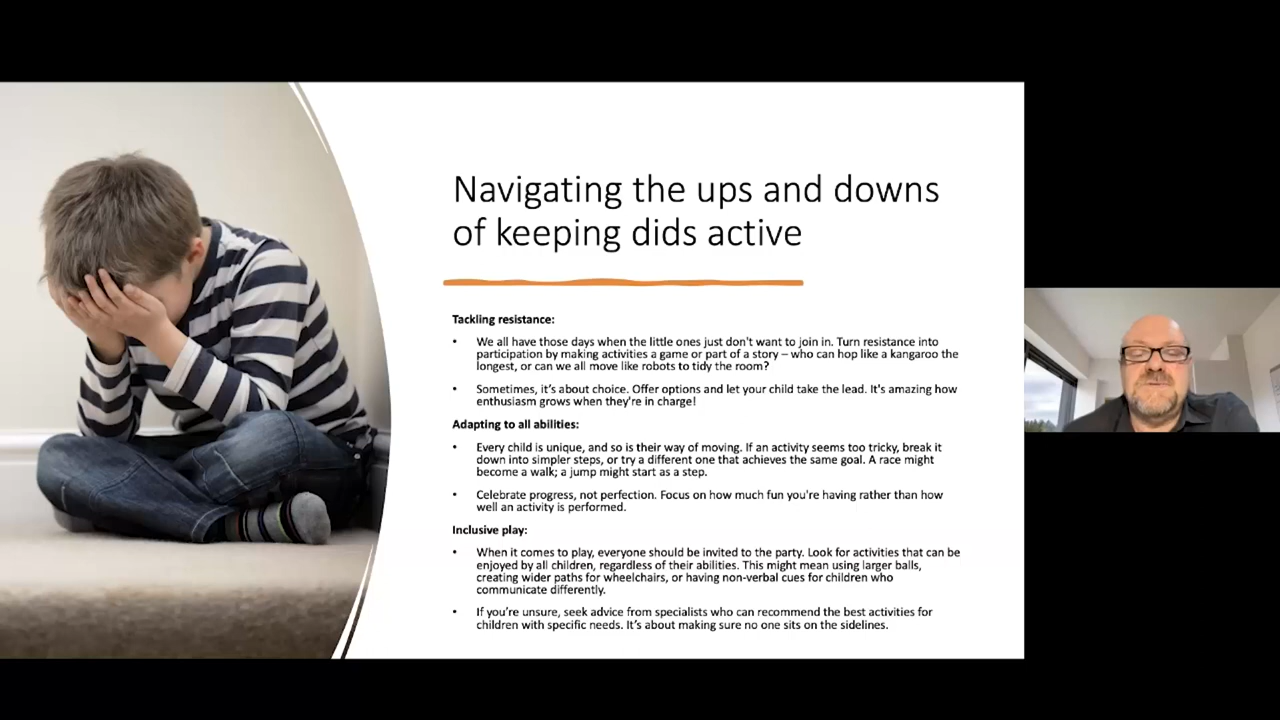 Navigating the ups and downs
of keeping dids active
Tackling resistance:
• We all have those days when the little ones just don't want to join in. Turn resistance into
participation by making activities a game or part of a story – who can hop like a kangaroo the
longest, or can we all move like robots to tidy the room?
• Sometimes, it's about choice. Offer options and let your child take the lead. It's amazing how
enthusiasm grows when they're in charge!
Adapting to all abilities:
• Every child is unique, and so is their way of moving. If an activity seems too tricky, break it
down into simpler steps, or try a different one that achieves the same goal. A race might
become a walk; a jump might start as a step.
• Celebrate progress, not perfection. Focus on how much fun you're having rather than how
well an activity is performed.
Inclusive play:
• When it comes to play, everyone should be invited to the party. Look for activities that can be
enjoyed by all children, regardless of their abilities. This might mean using larger balls,
creating wider paths for wheelchairs, or having non-verbal cues for children who
communicate differently.
• If you're unsure, seek advice from specialists who can recommend the best activities for
children with specific needs. It's about making sure no one sits on the sidelines.